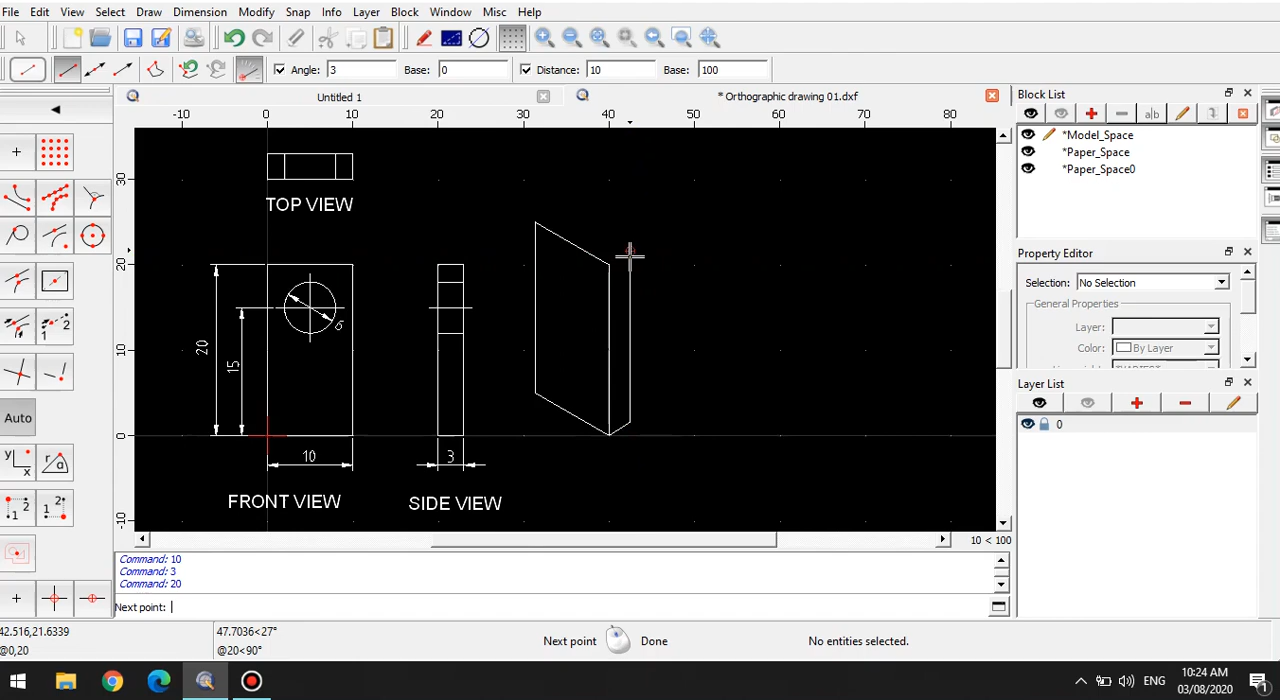 File Edit View Select Draw Dimension Modify Snap Info Layer Block Window Misc Help
Angle: 3 Base: 0 Distance: 10 Base: 100
Untitled 1
* Orthographic drawing 01.dxf
-10 0 10 20 30 40 50 60 70 80
30
20
10
0
-10
TOP VIEW
20
15
6
10
3
FRONT VIEW
SIDE VIEW
Auto
10 < 100
Command: 10
Command: 3
Command: 20
Next point:
42.516,21.6339
@0,20
47.7036<27°
@20<90°
Next point
Done
No entities selected.
Block List
a|b
*Model_Space
*Paper_Space
*Paper_Space0
Property Editor
Selection: No Selection
General Properties
Layer:
Color: By Layer
Layer List
0
ENG
10:24 AM
03/08/2020